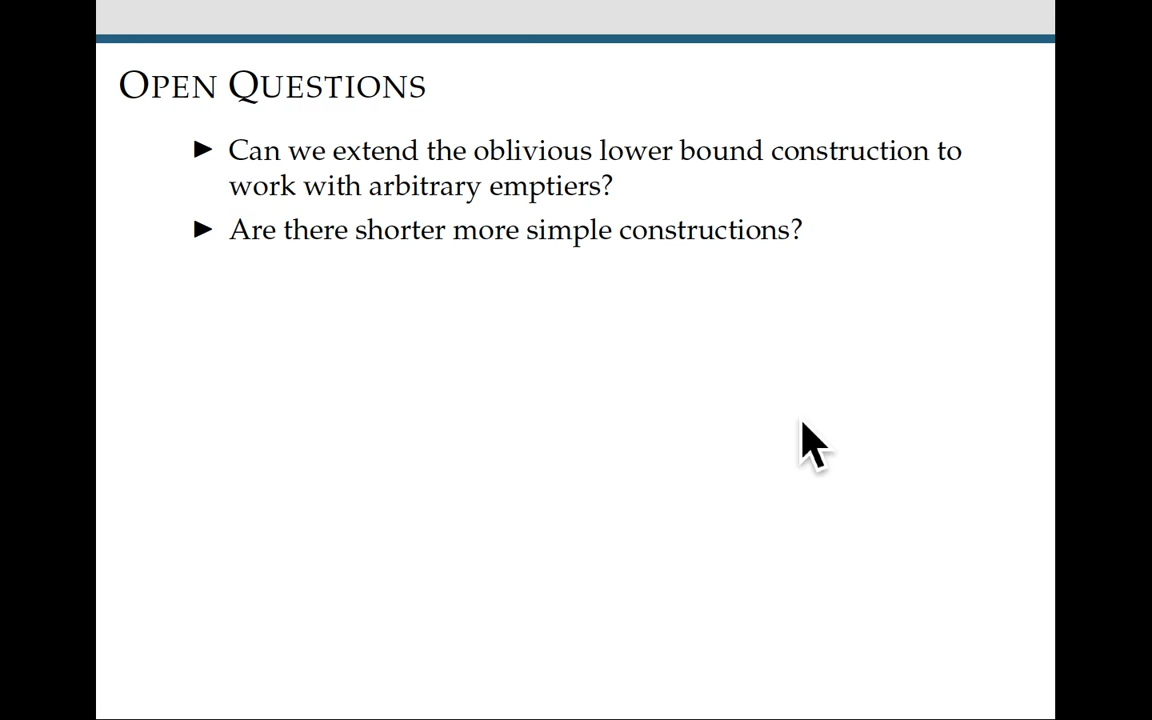 OPEN QUESTIONS
▶ Can we extend the oblivious lower bound construction to
work with arbitrary emptiers?
▶ Are there shorter more simple constructions?